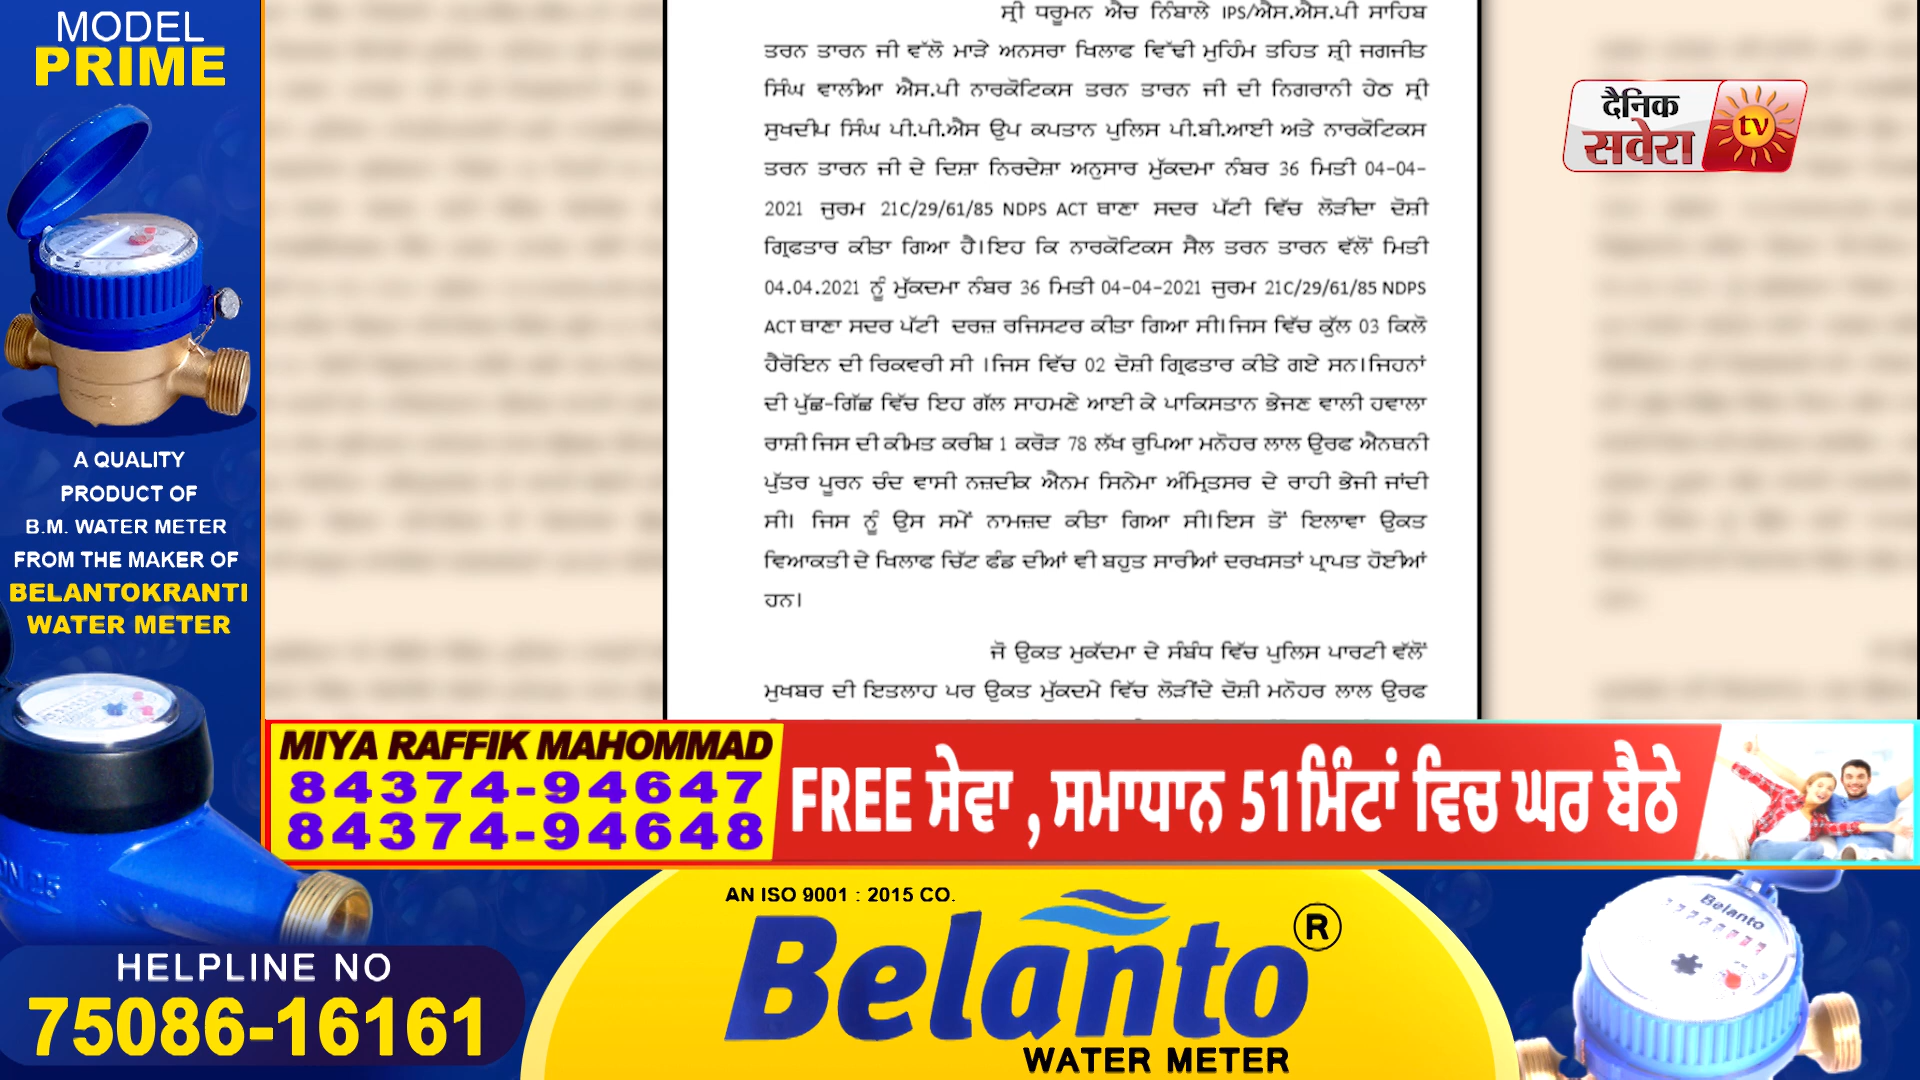 MODEL
PRIME
A QUALITY
PRODUCT OF
B.M. WATER METER
FROM THE MAKER OF
BELANTOKRANTI
WATER METER
HELPLINE NO
75086-16161
ਸ੍ਰੀ ਧਰੂਮਨ ਐਚ ਨਿੰਬਾਲੇ IPS/ਐਸ.ਐਸ.ਪੀ ਸਾਹਿਬ
ਤਰਨ ਤਾਰਨ ਜੀ ਵੱਲੋ ਮਾੜੇ ਅਨਸਰਾ ਖਿਲਾਫ ਵਿੱਢੀ ਮੁਹਿੰਮ ਤਹਿਤ ਸ਼੍ਰੀ ਜਗਜੀਤ
ਸਿੰਘ ਵਾਲੀਆ ਐਸ.ਪੀ ਨਾਰਕੋਟਿਕਸ ਤਰਨ ਤਾਰਨ ਜੀ ਦੀ ਨਿਗਰਾਨੀ ਹੇਠ ਸ੍ਰੀ
ਸੁਖਦੀਪ ਸਿੰਘ ਪੀ.ਪੀ.ਐਸ ਉਪ ਕਪਤਾਨ ਪੁਲਿਸ ਪੀ.ਬੀ.ਆਈ ਅਤੇ ਨਾਰਕੋਟਿਕਸ
ਤਰਨ ਤਾਰਨ ਜੀ ਦੇ ਦਿਸ਼ਾ ਨਿਰਦੇਸ਼ਾ ਅਨੁਸਾਰ ਮੁੱਕਦਮਾ ਨੰਬਰ 36 ਮਿਤੀ 04-04-
2021 ਜੁਰਮ 21C/29/61/85 NDPS ACT ਥਾਣਾ ਸਦਰ ਪੱਟੀ ਵਿੱਚ ਲੋੜੀਦਾ ਦੋਸ਼ੀ
ਗ੍ਰਿਫਤਾਰ ਕੀਤਾ ਗਿਆ ਹੈ।ਇਹ ਕਿ ਨਾਰਕੋਟਿਕਸ ਸੈਲ ਤਰਨ ਤਾਰਨ ਵੱਲੋਂ ਮਿਤੀ
04.04.2021 ਨੂੰ ਮੁੱਕਦਮਾ ਨੰਬਰ 36 ਮਿਤੀ 04-04-2021 ਜੁਰਮ 21C/29/61/85 NDPS
ACT ਥਾਣਾ ਸਦਰ ਪੱਟੀ ਦਰਜ਼ ਰਜਿਸਟਰ ਕੀਤਾ ਗਿਆ ਸੀ।ਜਿਸ ਵਿੱਚ ਕੁੱਲ 03 ਕਿਲੋ
ਹੈਰੋਇਨ ਦੀ ਰਿਕਵਰੀ ਸੀ ।ਜਿਸ ਵਿੱਚ 02 ਦੋਸ਼ੀ ਗ੍ਰਿਫਤਾਰ ਕੀਤੇ ਗਏ ਸਨ।ਜਿਹਨਾਂ
ਦੀ ਪੁੱਛ-ਗਿੱਛ ਵਿੱਚ ਇਹ ਗੱਲ ਸਾਹਮਣੇ ਆਈ ਕੇ ਪਾਕਿਸਤਾਨ ਭੇਜਣ ਵਾਲੀ ਹਵਾਲਾ
ਰਾਸ਼ੀ ਜਿਸ ਦੀ ਕੀਮਤ ਕਰੀਬ 1 ਕਰੋੜ 78 ਲੱਖ ਰੁਪਿਆ ਮਨੋਹਰ ਲਾਲ ਉਰਫ ਐਨਥਨੀ
ਪੁੱਤਰ ਪੂਰਨ ਚੰਦ ਵਾਸੀ ਨਜ਼ਦੀਕ ਐਨਮ ਸਿਨੇਮਾ ਅੰਮ੍ਰਿਤਸਰ ਦੇ ਰਾਹੀ ਭੇਜੀ ਜਾਂਦੀ
ਸੀ। ਜਿਸ ਨੂੰ ਉਸ ਸਮੇਂ ਨਾਮਜ਼ਦ ਕੀਤਾ ਗਿਆ ਸੀ।ਇਸ ਤੋਂ ਇਲਾਵਾ ਉਕਤ
ਵਿਆਕਤੀ ਦੇ ਖਿਲਾਫ ਚਿੱਟ ਫੰਡ ਦੀਆਂ ਵੀ ਬਹੁਤ ਸਾਰੀਆਂ ਦਰਖਸਤਾਂ ਪ੍ਰਾਪਤ ਹੋਈਆਂ
ਹਨ।
ਜੋ ਉਕਤ ਮੁਕੱਦਮਾ ਦੇ ਸੰਬੰਧ ਵਿੱਚ ਪੁਲਿਸ ਪਾਰਟੀ ਵੱਲੋਂ
ਮੁਖਬਰ ਦੀ ਇਤਲਾਹ ਪਰ ਉਕਤ ਮੁੱਕਦਮੇ ਵਿੱਚ ਲੋੜੀਂਦੇ ਦੋਸ਼ੀ ਮਨੋਹਰ ਲਾਲ ਉਰਫ
दैनिक
सवेरा tv
MIYA RAFFIK MAHOMMAD
84374-94647
84374-94648
FREE ਸੇਵਾ , ਸਮਾਧਾਨ 51ਮਿੰਟਾਂ ਵਿਚ ਘਰ ਬੈਠੇ
AN ISO 9001 : 2015 CO.
Belanto ®
WATER METER
Belanto